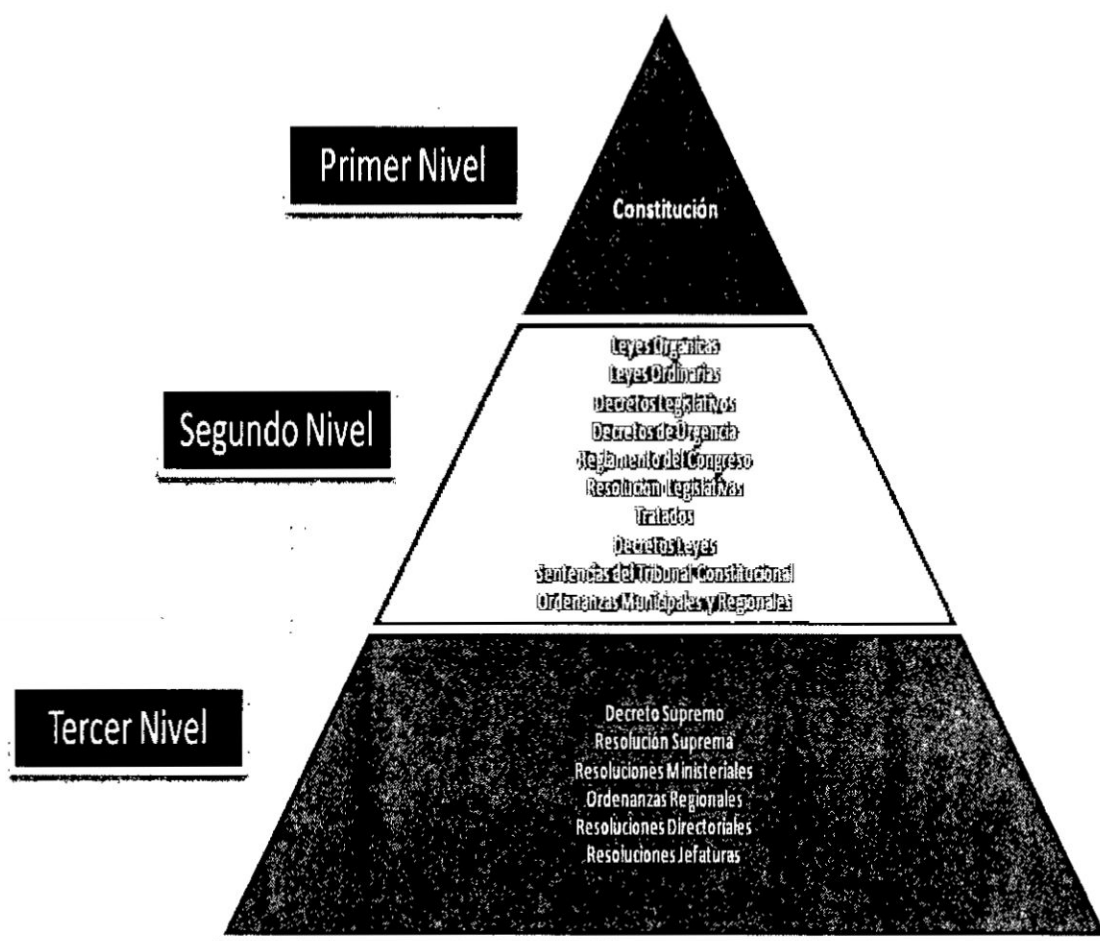 Primer Nivel
Constitución
Segundo Nivel
Leyes Orgánicas
Leyes Ordinarias
Decretos Legislativos
Decretos de Urgencia
Reglamento del Congreso
Resolución Legislativas
Tratados
Decretos Leyes
Sentencias del Tribunal Constitucional
Ordenanzas Municipales y Regionales
Tercer Nivel
Decreto Supremo
Resolución Suprema
Resoluciones Ministeriales
Ordenanzas Regionales
Resoluciones Directoriales
Resoluciones Jefaturas